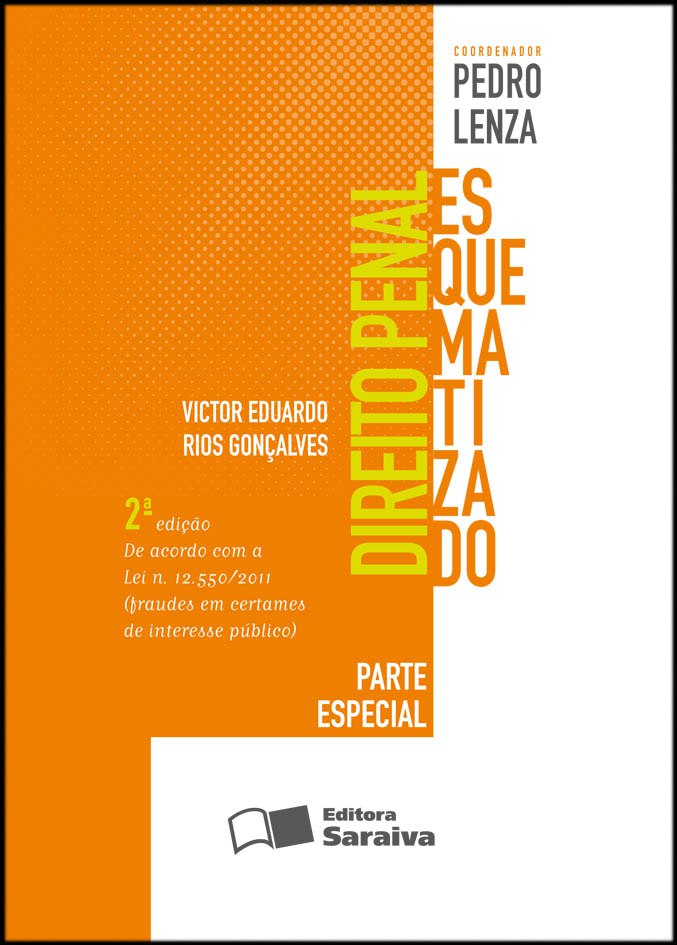 COORDENADOR
PEDRO
LENZA
DIREITO PENAL
ES
QUE
MA
TI
ZA
DO
VICTOR EDUARDO
RIOS GONÇALVES
2ª edição
De acordo com a
Lei n. 12.550/2011
(fraudes em certames
de interesse público)
PARTE
ESPECIAL
Editora
Saraiva